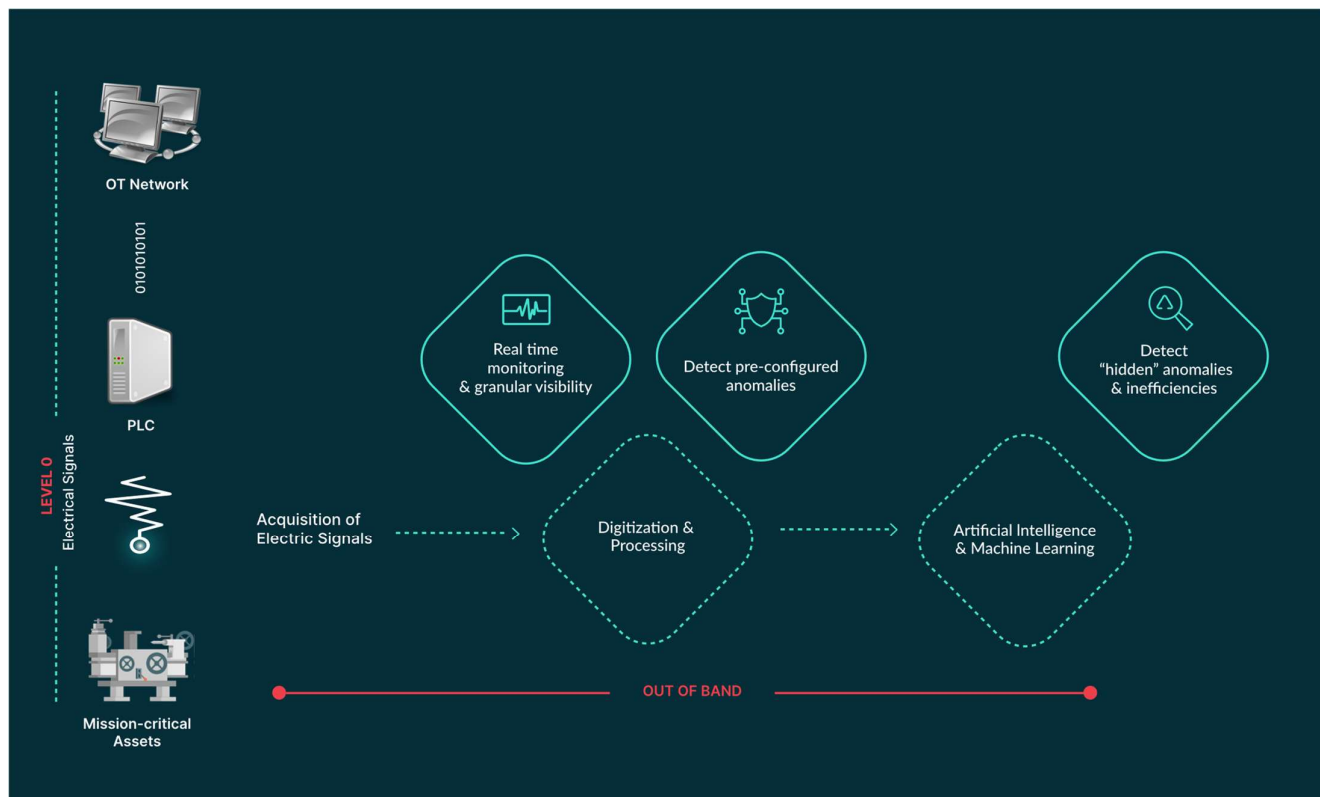 OT Network
0101010101
PLC
LEVEL 0
Electrical Signals
Mission-critical
Assets
Acquisition of
Electric Signals
Real time
monitoring
& granular visibility
Detect pre-configured
anomalies
Digitization &
Processing
Artificial Intelligence
& Machine Learning
Detect
“hidden” anomalies
& inefficiencies
OUT OF BAND